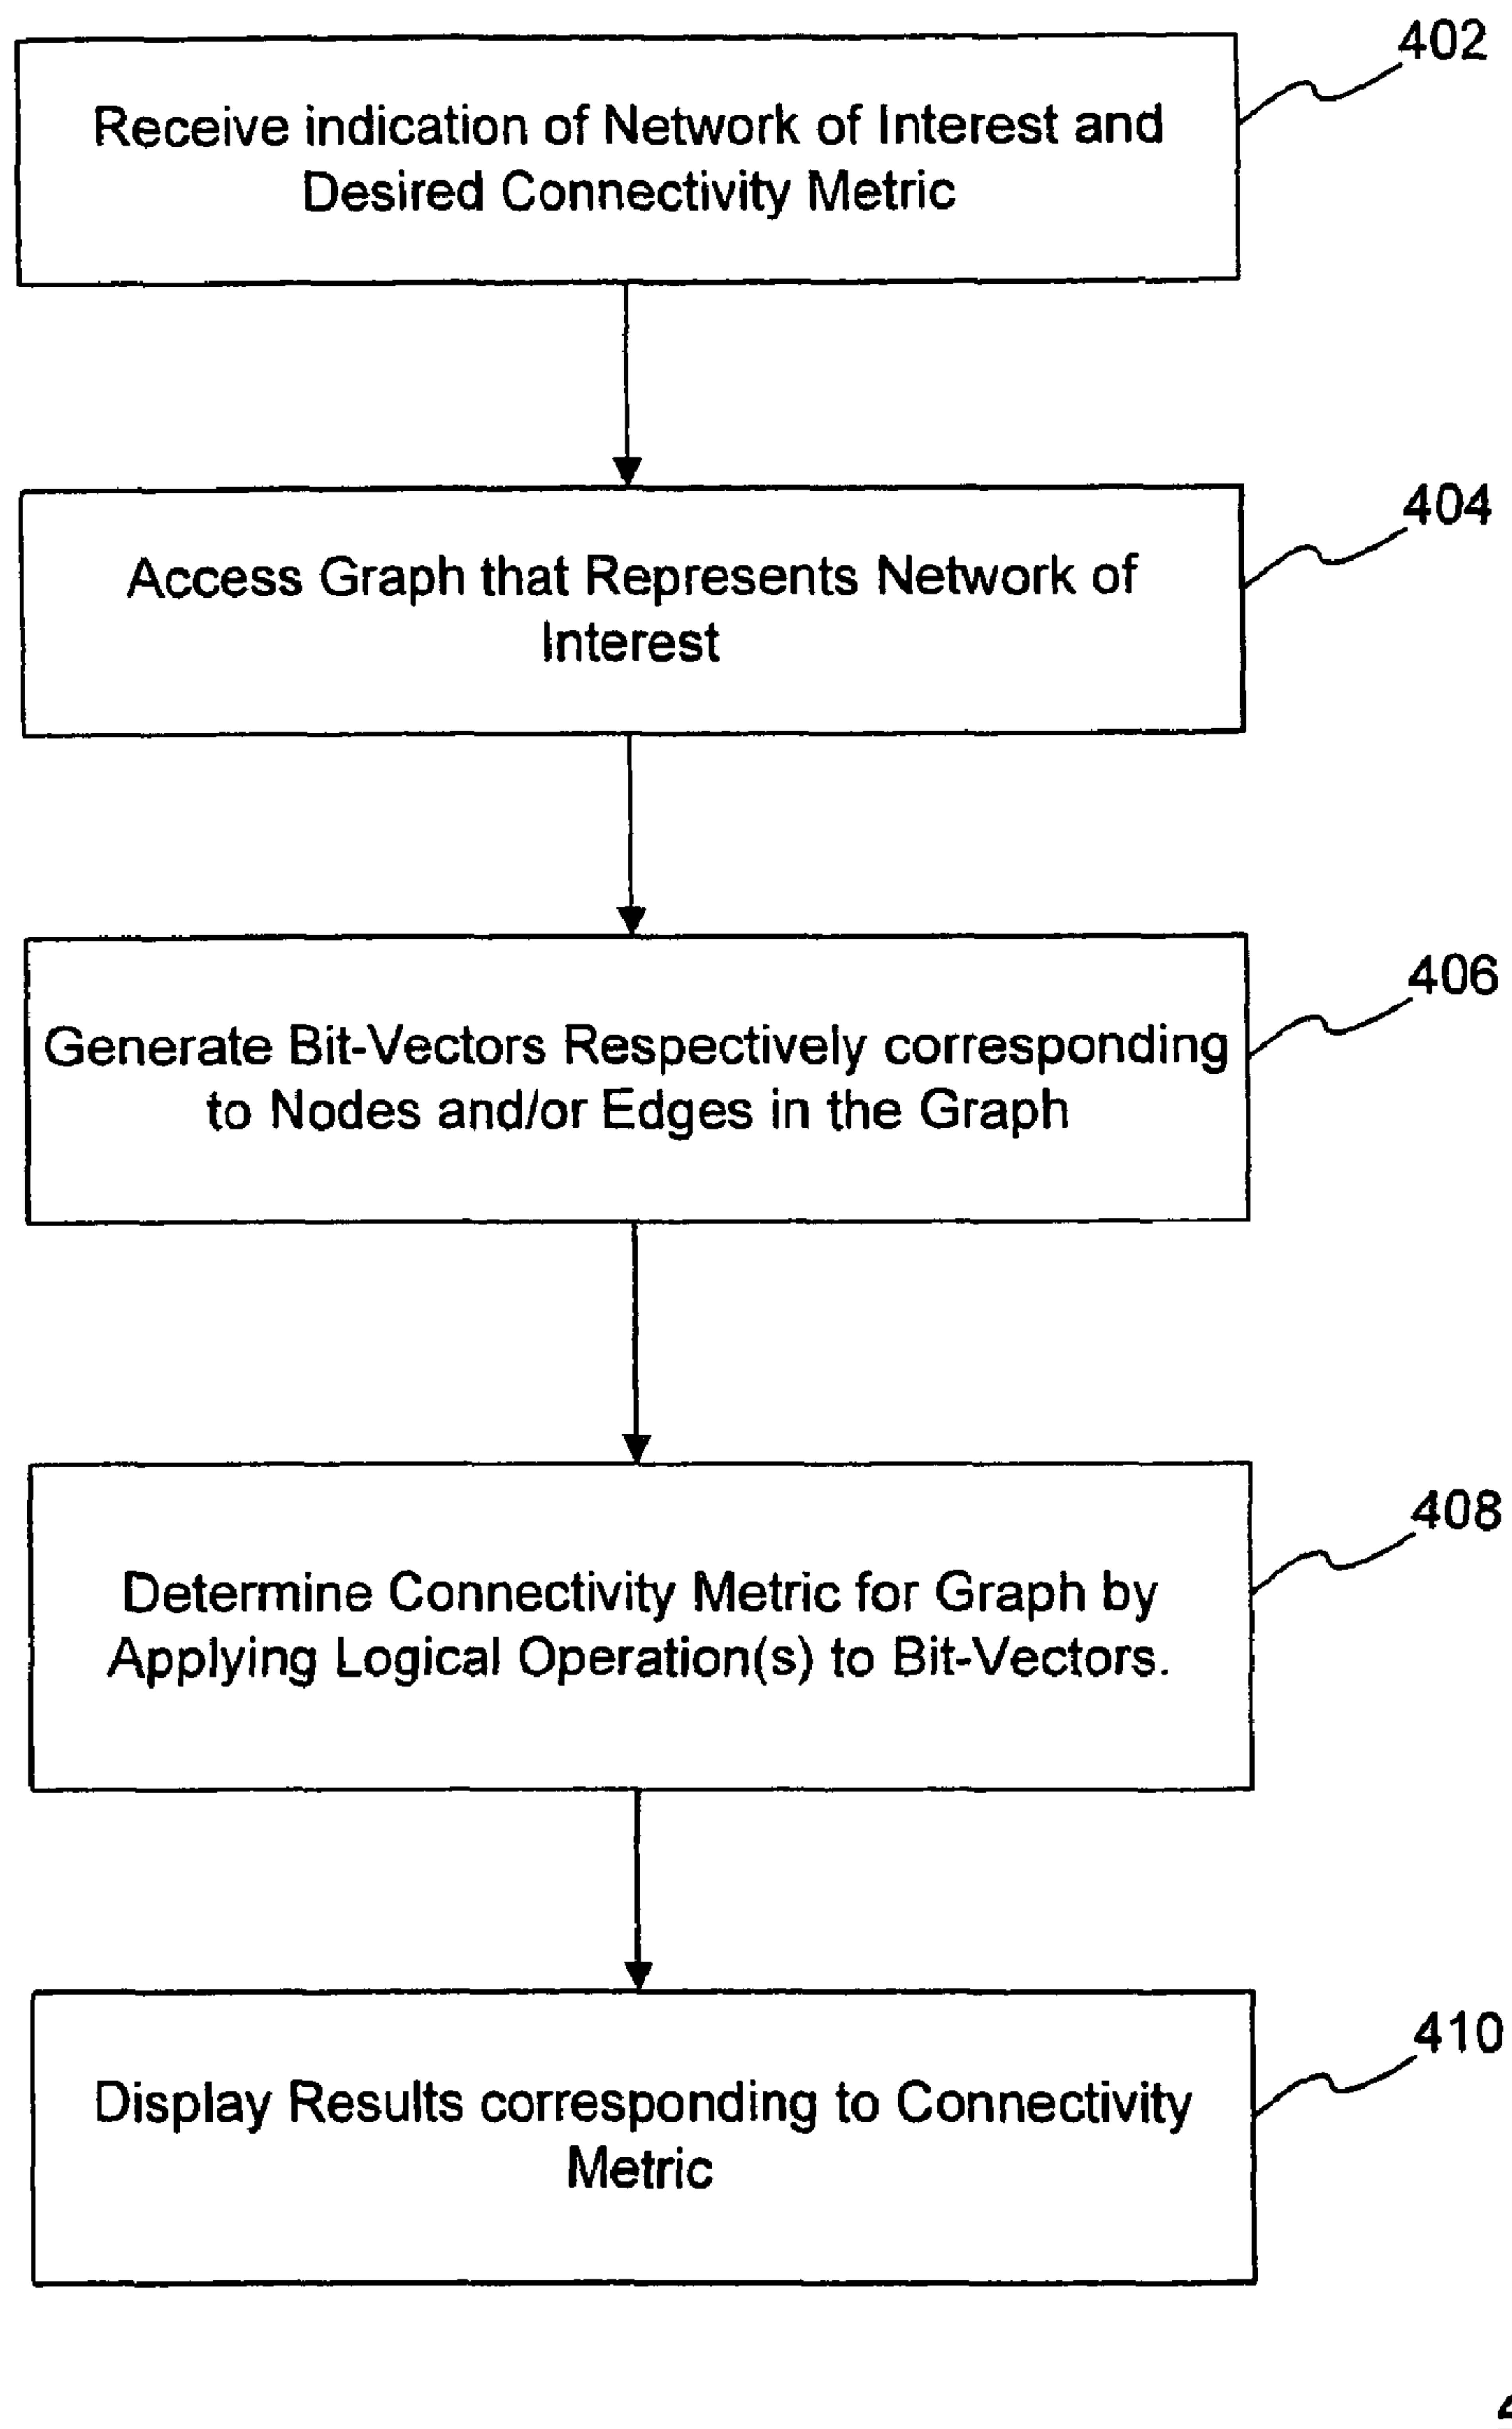 402
Receive indication of Network of Interest and
Desired Connectivity Metric
404
Access Graph that Represents Network of
Interest
406
Generate Bit-Vectors Respectively corresponding
to Nodes and/or Edges in the Graph
408
Determine Connectivity Metric for Graph by
Applying Logical Operation(s) to Bit-Vectors.
410
Display Results corresponding to Connectivity
Metric